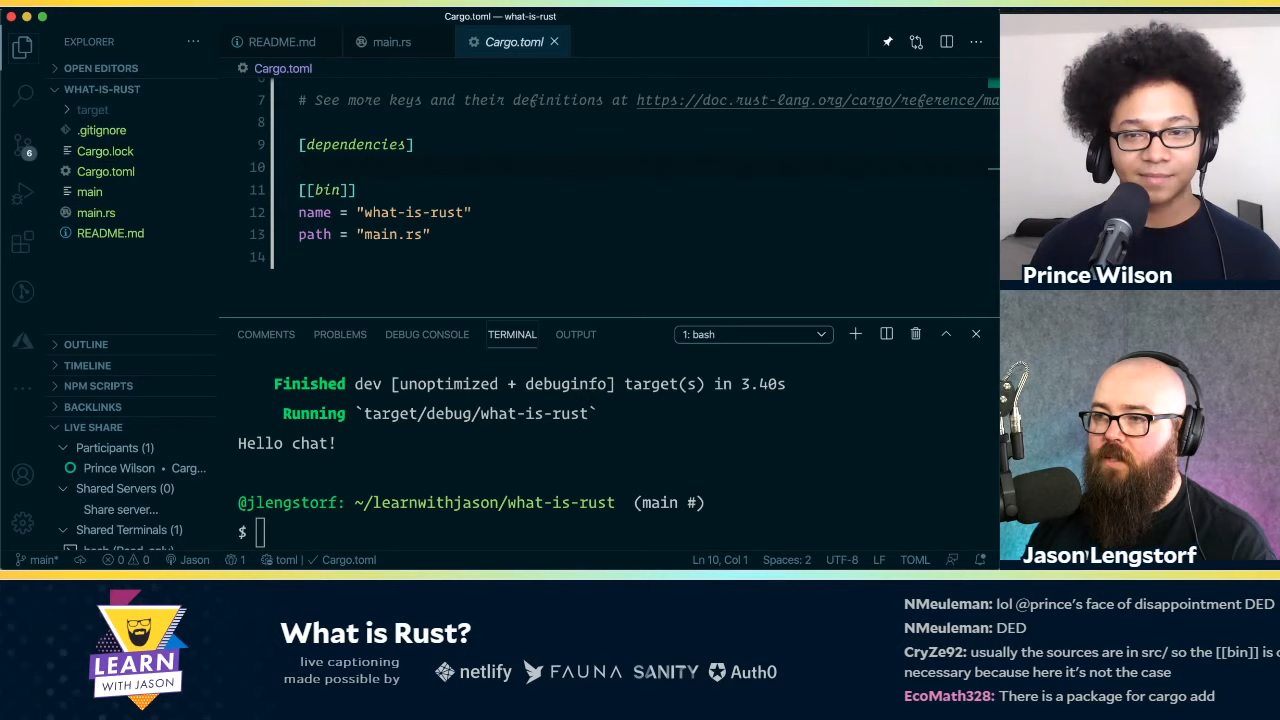 Cargo.toml — what-is-rust
EXPLORER
OPEN EDITORS
WHAT-IS-RUST
target
.gitignore
Cargo.lock
Cargo.toml
main
main.rs
README.md
OUTLINE
TIMELINE
NPM SCRIPTS
BACKLINKS
LIVE SHARE
Participants (1)
Prince Wilson • Carg...
Shared Servers (0)
Share server...
Shared Terminals (1)
6
README.md
main.rs
Cargo.toml
Cargo.toml
7 # See more keys and their definitions at https://doc.rust-lang.org/cargo/reference/ma
8
9 [dependencies]
10
11 [[bin]]
12 name = "what-is-rust"
13 path = "main.rs"
14
COMMENTS PROBLEMS DEBUG CONSOLE TERMINAL OUTPUT 1: bash
Finished dev [unoptimized + debuginfo] target(s) in 3.40s
Running `target/debug/what-is-rust`
Hello chat!
@jlengstorf: ~/learnwithjason/what-is-rust (main #)
$
main* 0 0 Jason 1 toml | ✓ Cargo.toml Ln 10, Col 1 Spaces: 2 UTF-8 LF TOML
Prince Wilson
Jason Lengstorf
LEARN
WITH JASON
What is Rust?
live captioning
made possible by
netlify FAUNA SANITY Auth0
NMeuleman: lol @prince's face of disappointment DED
NMeuleman: DED
CryZe92: usually the sources are in src/ so the [[bin]] is
necessary because here it's not the case
EcoMath328: There is a package for cargo add